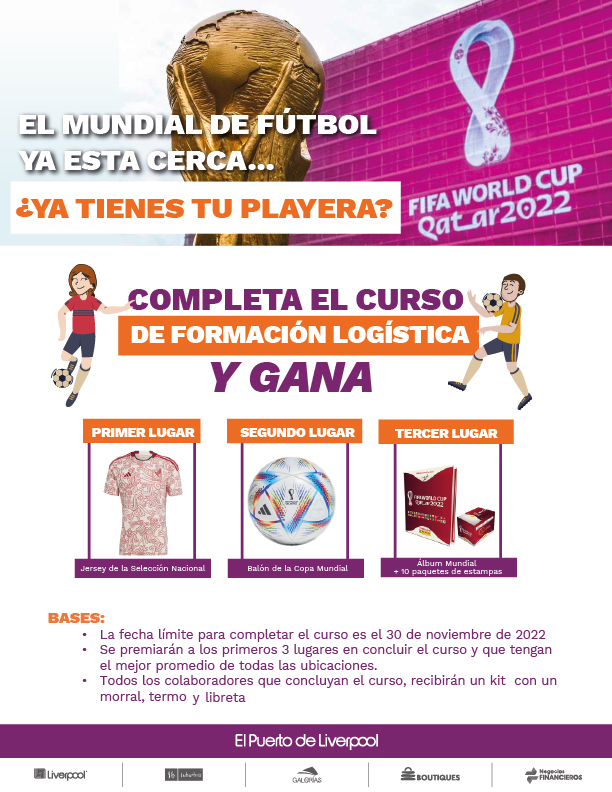 EL MUNDIAL DE FÚTBOL
YA ESTA CERCA...
¿YA TIENES TU PLAYERA?
FIFA WORLD CUP
Qatar2022
COMPLETA EL CURSO
DE FORMACIÓN LOGÍSTICA
Y GANA
PRIMER LUGAR
SEGUNDO LUGAR
TERCER LUGAR
FIFA WORLD CUP
QATAR2022
Jersey de la Selección Nacional
Balón de la Copa Mundial
Álbum Mundial
+ 10 paquetes de estampas
BASES:
• La fecha límite para completar el curso es el 30 de noviembre de 2022
• Se premiarán a los primeros 3 lugares en concluir el curso y que tengan
el mejor promedio de todas las ubicaciones.
• Todos los colaboradores que concluyan el curso, recibirán un kit con un
morral, termo y libreta
El Puerto de Liverpool
Liverpool
Suburbia
GALERÍAS
BOUTIQUES
Negocios
FINANCIEROS